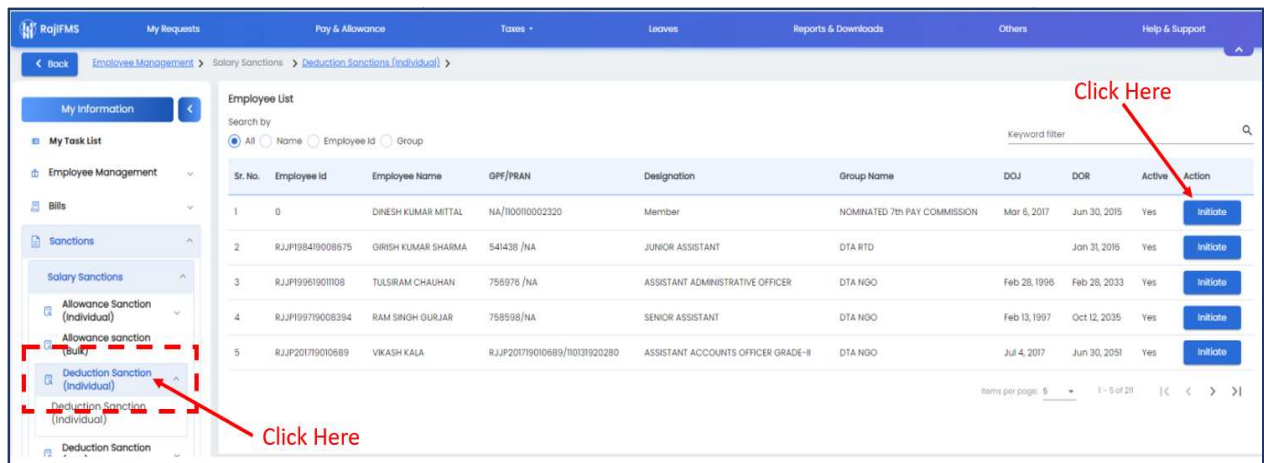 RajIFMS My Requests Pay & Allowance Taxes Leaves Reports & Downloads Others Help & Support
Back Employee Management > Salary Sanctions > Deduction Sanctions (Individual) >
My Information
My Task List
Employee Management
Bills
Sanctions
Salary Sanctions
Allowance Sanction
(Individual)
Allowance sanction
(Bulk)
Deduction Sanction
(Individual)
Deduction Sanction
(Individual)
Deduction Sanction
Employee List
Search by
All Name Employee Id Group
Keyword filter
Click Here
Sr. No. Employee Id Employee Name GPF/PRAN Designation Group Name DOJ DOR Active Action
1 0 DINESH KUMAR MITTAL NA/1100110002320 Member NOMINATED 7th PAY COMMISSION Mar 6, 2017 Jun 30, 2015 Yes Initiate
2 RJJP198419008675 GIRISH KUMAR SHARMA 541438 /NA JUNIOR ASSISTANT DTA RTD Jan 31, 2016 Yes Initiate
3 RJJP199619011108 TULSIRAM CHAUHAN 756976 /NA ASSISTANT ADMINISTRATIVE OFFICER DTA NGO Feb 28, 1996 Feb 28, 2033 Yes Initiate
4 RJJP199719008394 RAM SINGH GURJAR 758598/NA SENIOR ASSISTANT DTA NGO Feb 13, 1997 Oct 12, 2035 Yes Initiate
5 RJJP201719010689 VIKASH KALA RJJP201719010689/110131920280 ASSISTANT ACCOUNTS OFFICER GRADE-II DTA NGO Jul 4, 2017 Jun 30, 2051 Yes Initiate
Items per page: 5 1 – 5 of 211
Click Here